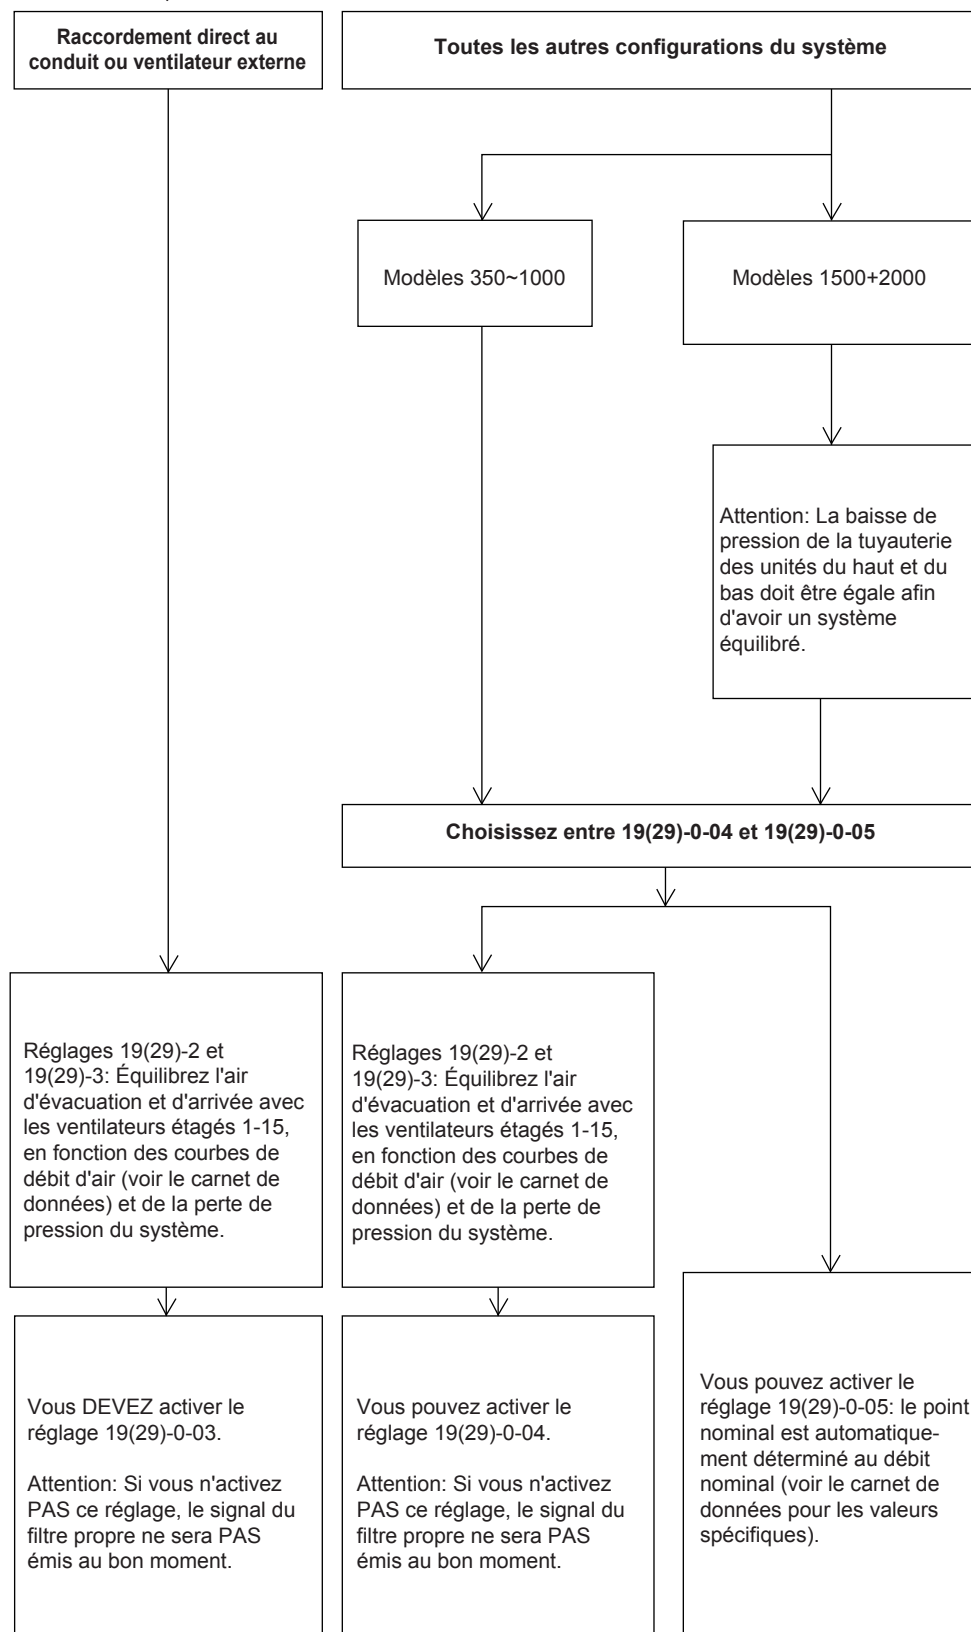 Raccordement direct au
conduit ou ventilateur externe
Toutes les autres configurations du système
Modèles 350~1000
Modèles 1500+2000
Attention: La baisse de
pression de la tuyauterie
des unités du haut et du
bas doit être égale afin
d'avoir un système
équilibré.
Choisissez entre 19(29)-0-04 et 19(29)-0-05
Réglages 19(29)-2 et
19(29)-3: Équilibrez l'air
d'évacuation et d'arrivée avec
les ventilateurs étagés 1-15,
en fonction des courbes de
débit d'air (voir le carnet de
données) et de la perte de
pression du système.
Réglages 19(29)-2 et
19(29)-3: Équilibrez l'air
d'évacuation et d'arrivée avec
les ventilateurs étagés 1-15,
en fonction des courbes de
débit d'air (voir le carnet de
données) et de la perte de
pression du système.
Vous DEVEZ activer le
réglage 19(29)-0-03.
Attention: Si vous n'activez
PAS ce réglage, le signal du
filtre propre ne sera PAS
émis au bon moment.
Vous pouvez activer le
réglage 19(29)-0-04.
Attention: Si vous n'activez
PAS ce réglage, le signal du
filtre propre ne sera PAS
émis au bon moment.
Vous pouvez activer le
réglage 19(29)-0-05: le point
nominal est automatique-
ment déterminé au débit
nominal (voir le carnet de
données pour les valeurs
spécifiques).